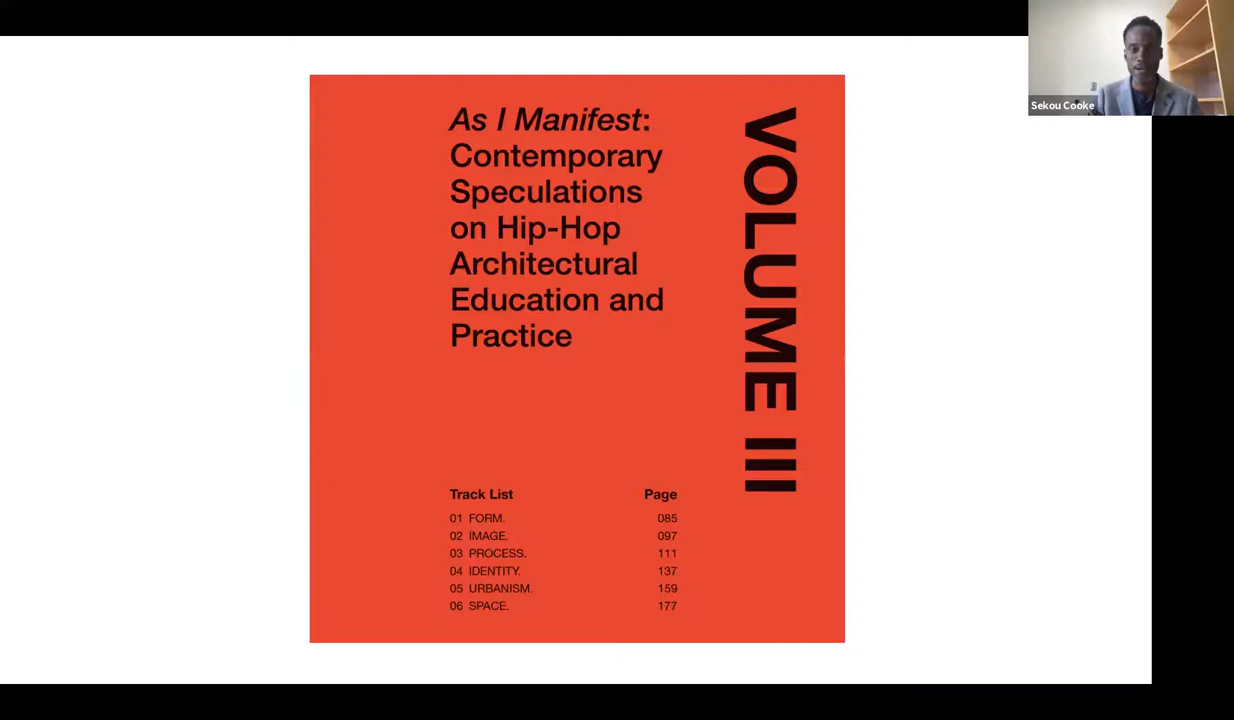 As I Manifest:
Contemporary
Speculations
on Hip-Hop
Architectural
Education and
Practice
VOLUME III
Track List Page
01 FORM. 085
02 IMAGE. 097
03 PROCESS. 111
04 IDENTITY. 137
05 URBANISM. 159
06 SPACE. 177
Sekou Cooke